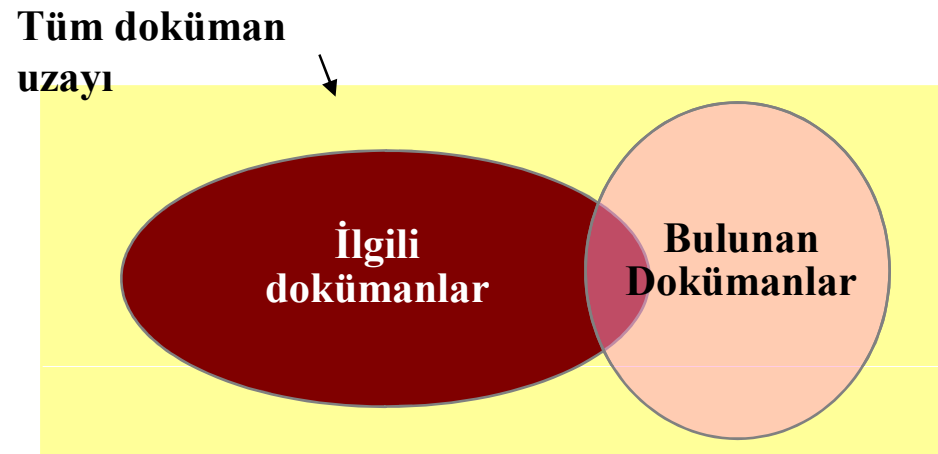 Tüm doküman
uzayı
İlgili
dokümanlar
Bulunan
Dokümanlar